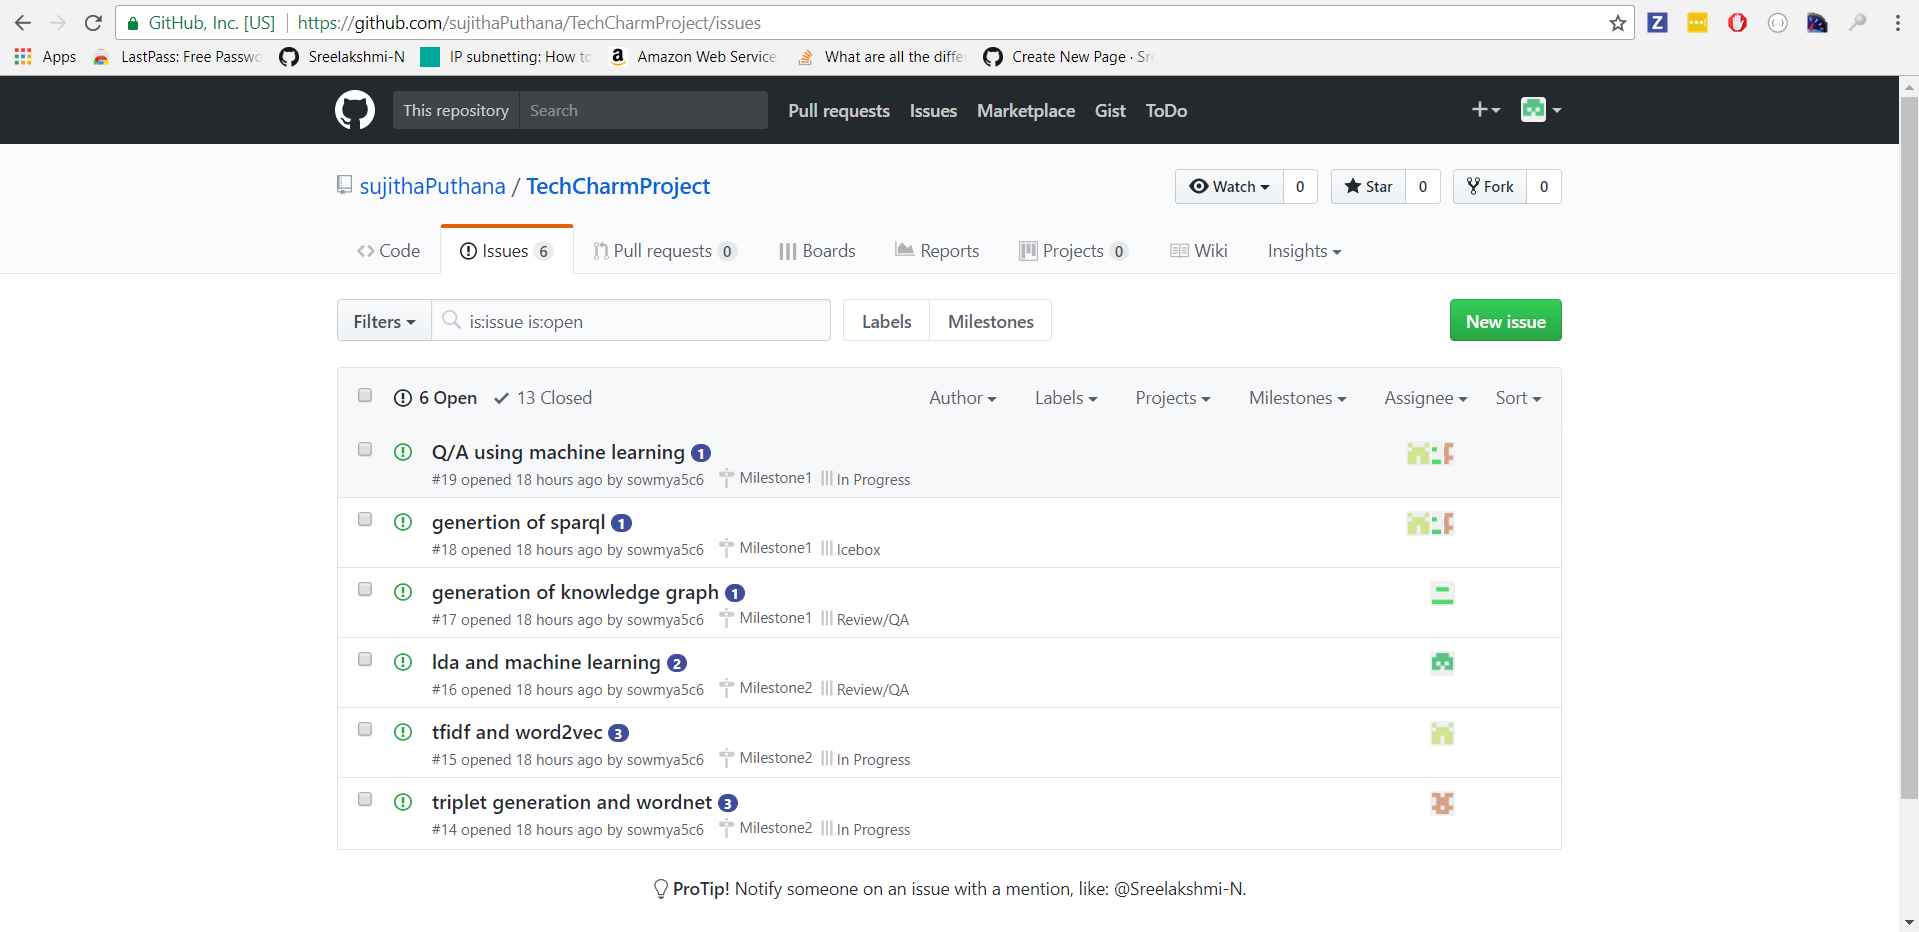 GitHub, Inc. [US] https://github.com/sujithaPuthana/TechCharmProject/issues
Apps LastPass: Free Passwo Sreelakshmi-N IP subnetting: How to Amazon Web Service What are all the diffe Create New Page · Sre
This repository Search Pull requests Issues Marketplace Gist ToDo
sujithaPuthana / TechCharmProject Watch 0 Star 0 Fork 0
Code Issues 6 Pull requests 0 Boards Reports Projects 0 Wiki Insights
Filters is:issue is:open Labels Milestones New issue
6 Open 13 Closed Author Labels Projects Milestones Assignee Sort
Q/A using machine learning 1
#19 opened 18 hours ago by sowmya5c6 Milestone1 In Progress
genertion of sparql 1
#18 opened 18 hours ago by sowmya5c6 Milestone1 Icebox
generation of knowledge graph 1
#17 opened 18 hours ago by sowmya5c6 Milestone1 Review/QA
lda and machine learning 2
#16 opened 18 hours ago by sowmya5c6 Milestone2 Review/QA
tfidf and word2vec 3
#15 opened 18 hours ago by sowmya5c6 Milestone2 In Progress
triplet generation and wordnet 3
#14 opened 18 hours ago by sowmya5c6 Milestone2 In Progress
ProTip! Notify someone on an issue with a mention, like: @Sreelakshmi-N.